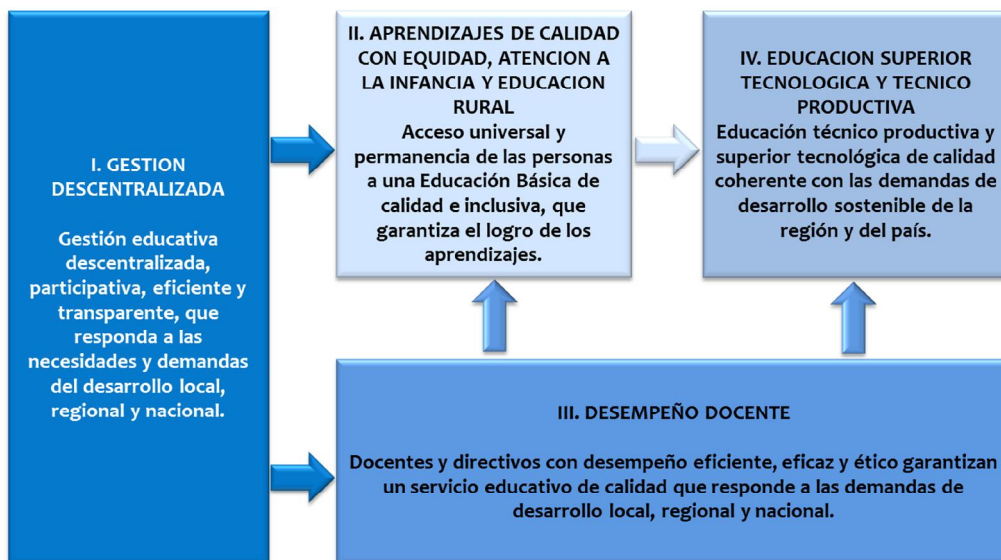 I. GESTION
DESCENTRALIZADA
Gestión educativa
descentralizada,
participativa, eficiente y
transparente, que
responda a las
necesidades y demandas
del desarrollo local,
regional y nacional.
II. APRENDIZAJES DE CALIDAD
CON EQUIDAD, ATENCION A
LA INFANCIA Y EDUCACION
RURAL
Acceso universal y
permanencia de las personas
a una Educación Básica de
calidad e inclusiva, que
garantiza el logro de los
aprendizajes.
IV. EDUCACION SUPERIOR
TECNOLOGICA Y TECNICO
PRODUCTIVA
Educación técnico productiva y
superior tecnológica de calidad
coherente con las demandas de
desarrollo sostenible de la
región y del país.
III. DESEMPEÑO DOCENTE
Docentes y directivos con desempeño eficiente, eficaz y ético garantizan
un servicio educativo de calidad que responde a las demandas de
desarrollo local, regional y nacional.